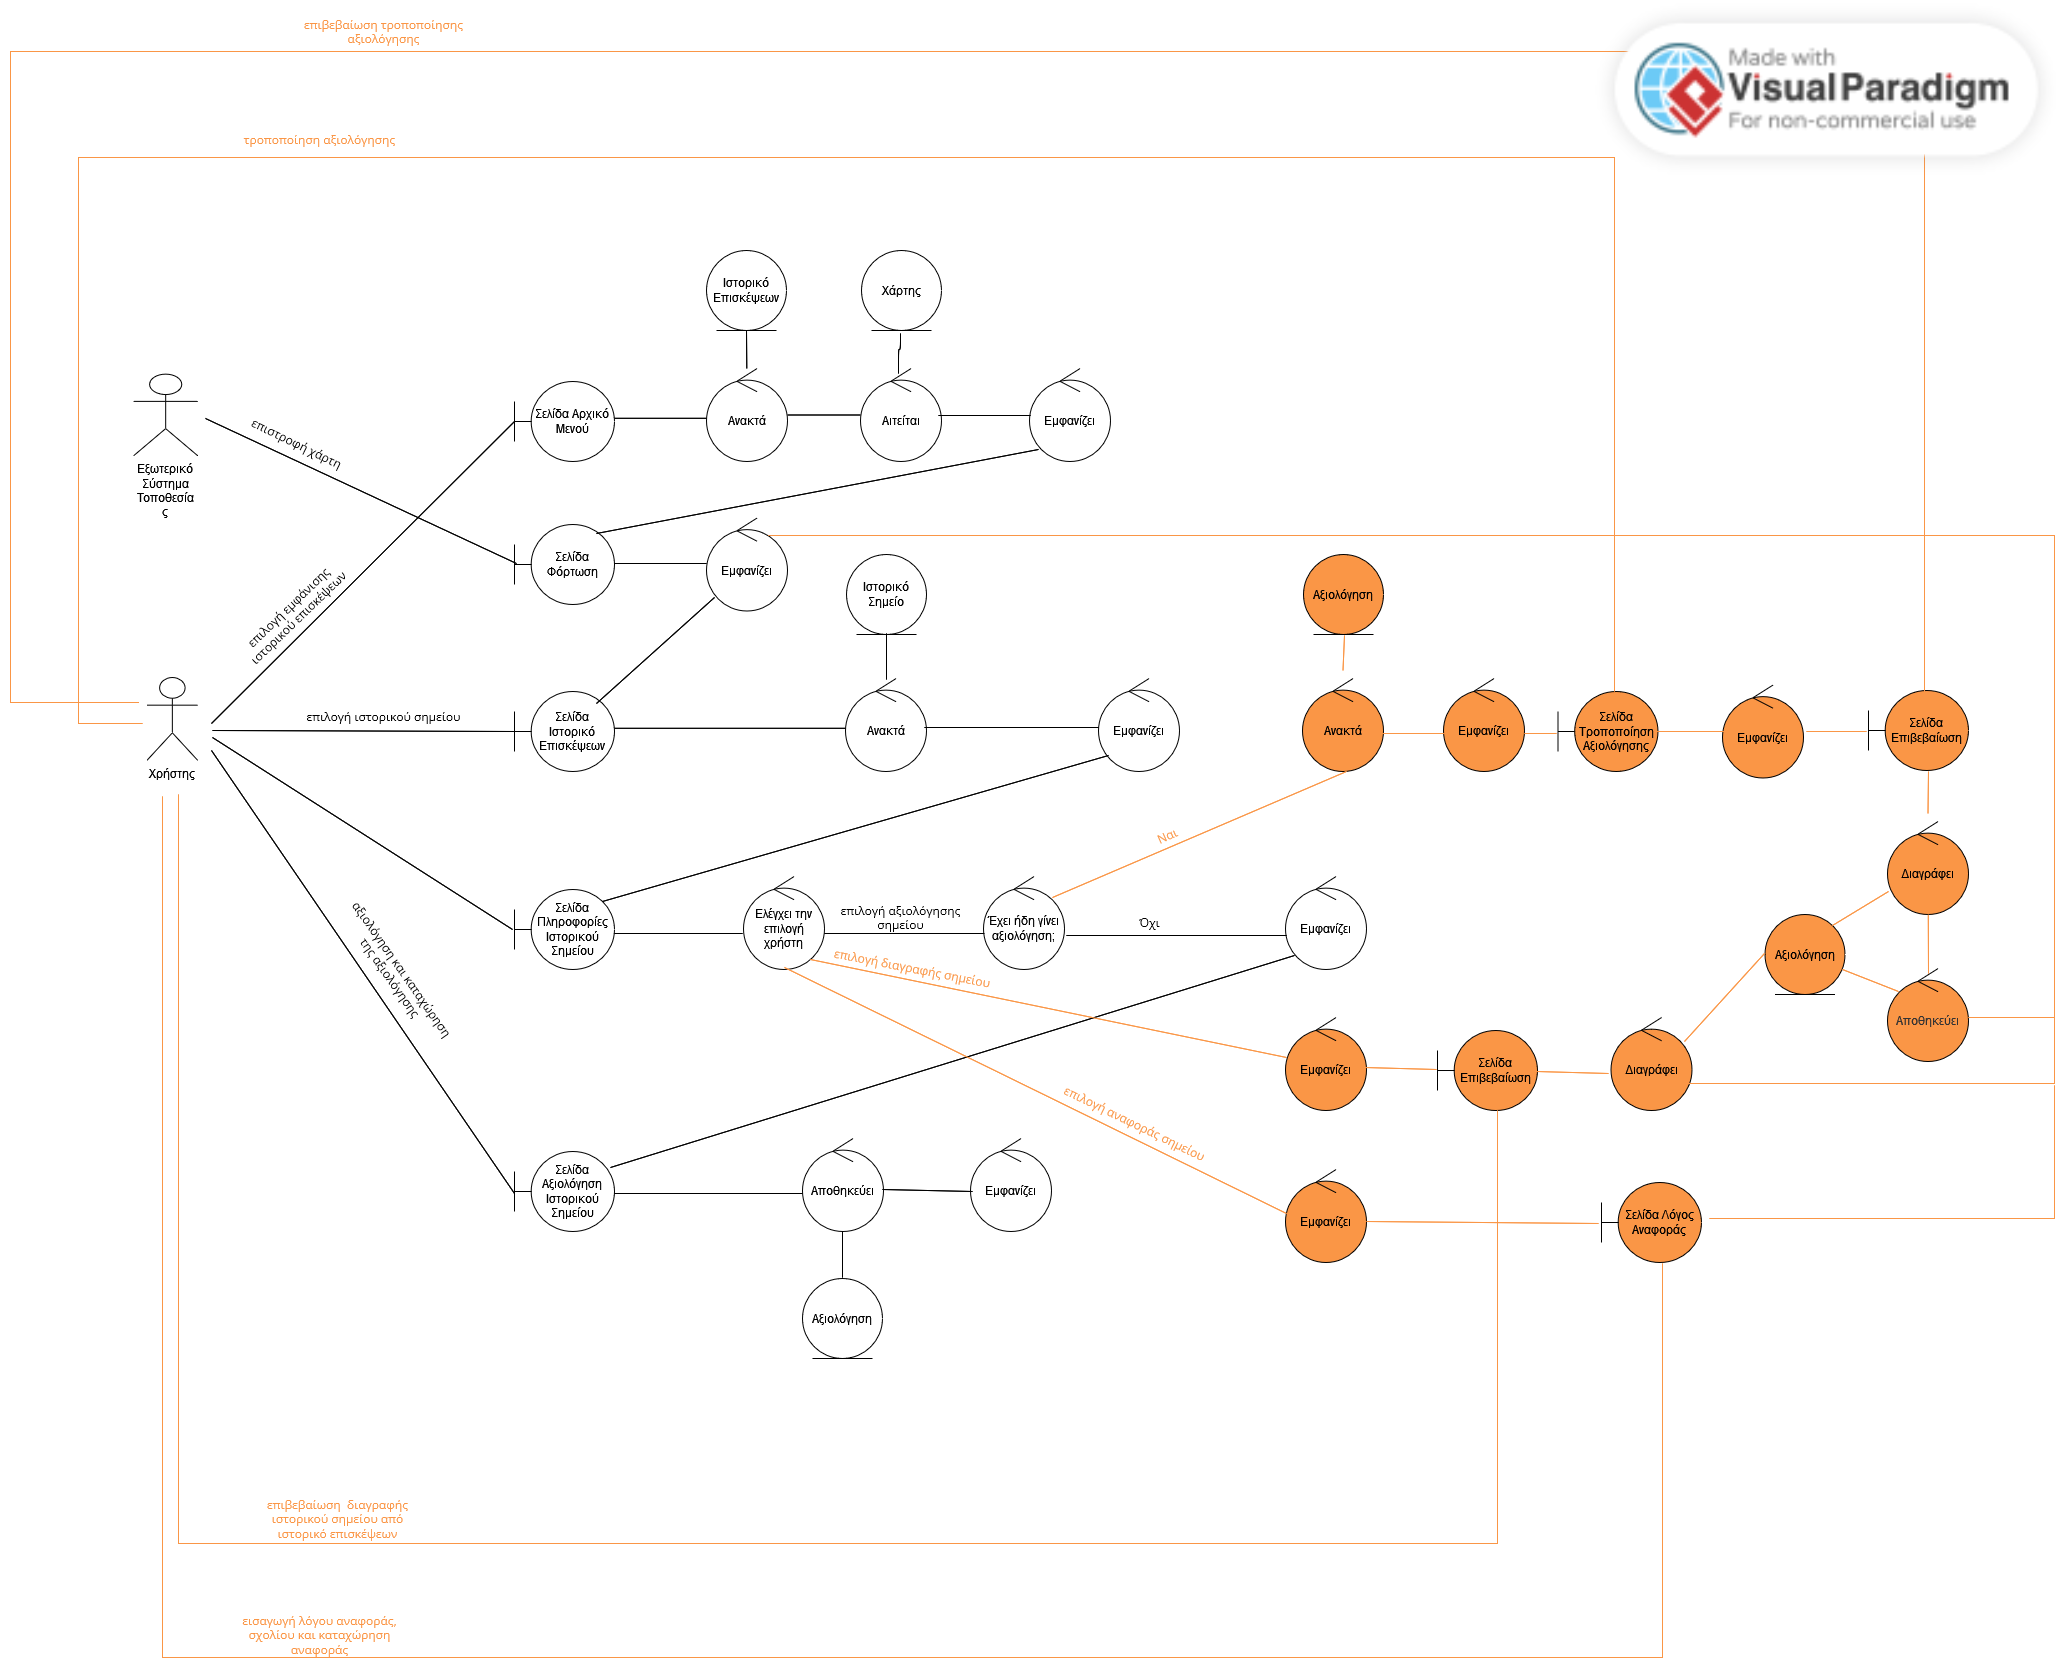 επιβεβαίωση τροποποίησης
αξιολόγησης
Made with
Visual Paradigm
For non-commercial use
τροποποίηση αξιολόγησης
Ιστορικό
Επισκέψεων
Χάρτης
Εξωτερικό
Σύστημα
Τοποθεσία
ς
επιστροφή χάρτη
Σελίδα Αρχικό
Μενού
Ανακτά
Αιτείται
Εμφανίζει
επιλογή εμφάνισης
ιστορικού επισκέψεων
Σελίδα
Φόρτωση
Εμφανίζει
Ιστορικό
Σημείο
Αξιολόγηση
Χρήστης
επιλογή ιστορικού σημείου
Σελίδα
Ιστορικό
Επισκέψεων
Ανακτά
Εμφανίζει
Ανακτά
Εμφανίζει
Σελίδα
Τροποποίηση
Αξιολόγησης
Εμφανίζει
Σελίδα
Επιβεβαίωση
Ναι
Διαγράφει
αξιολόγηση και καταχώρηση
της αξιολόγησης
Σελίδα
Πληροφορίες
Ιστορικού
Σημείου
Ελέγχει την
επιλογή
χρήστη
επιλογή αξιολόγησης
σημείου
Έχει ήδη γίνει
αξιολόγηση;
Όχι
Εμφανίζει
Αξιολόγηση
επιλογή διαγραφής σημείου
Αποθηκεύει
Εμφανίζει
Σελίδα
Επιβεβαίωση
Διαγράφει
επιλογή αναφοράς σημείου
Σελίδα
Αξιολόγηση
Ιστορικού
Σημείου
Αποθηκεύει
Εμφανίζει
Εμφανίζει
Σελίδα Λόγος
Αναφοράς
Αξιολόγηση
επιβεβαίωση διαγραφής
ιστορικού σημείου από
ιστορικό επισκέψεων
εισαγωγή λόγου αναφοράς,
σχολίου και καταχώρηση
αναφοράς